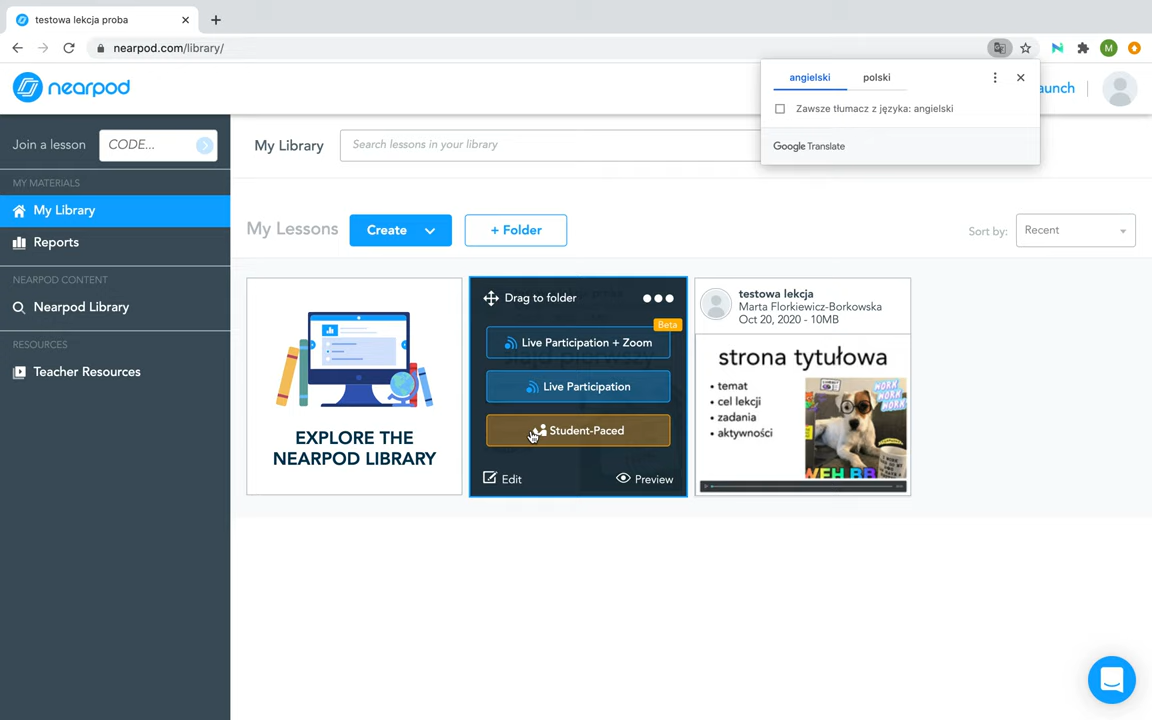 testowa lekcja proba
nearpod.com/library/
M
nearpod
angielski polski
Zawsze tłumacz z języka: angielski
Google Translate
aunch
Join a lesson CODE...
MY MATERIALS
My Library
Reports
NEARPOD CONTENT
Nearpod Library
RESOURCES
Teacher Resources
My Library Search lessons in your library
My Lessons Create + Folder Sort by: Recent
EXPLORE THE
NEARPOD LIBRARY
Drag to folder
Beta
Live Participation + Zoom
Live Participation
Student-Paced
Edit Preview
testowa lekcja
Marta Florkiewicz-Borkowska
Oct 20, 2020 - 10MB
strona tytułowa
• temat
• cel lekcji
• zadania
• aktywności
WORK
WORK
WORK